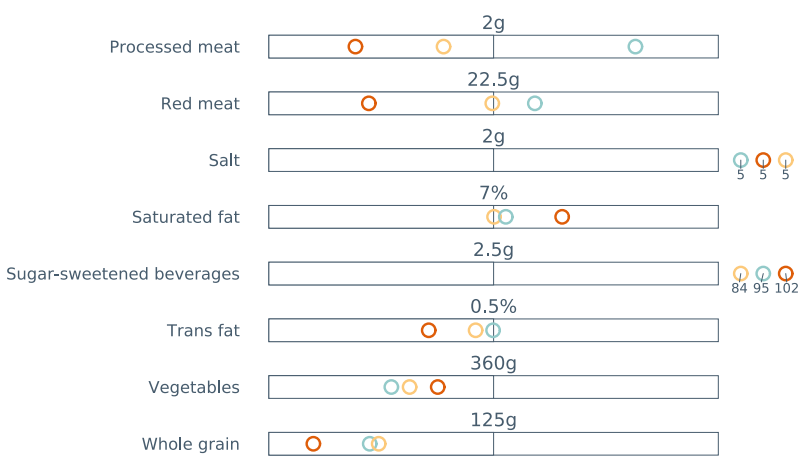 2g
Processed meat
22.5g
Red meat
2g
Salt
5 5 5
7%
Saturated fat
2.5g
Sugar-sweetened beverages
84 95 102
0.5%
Trans fat
360g
Vegetables
125g
Whole grain